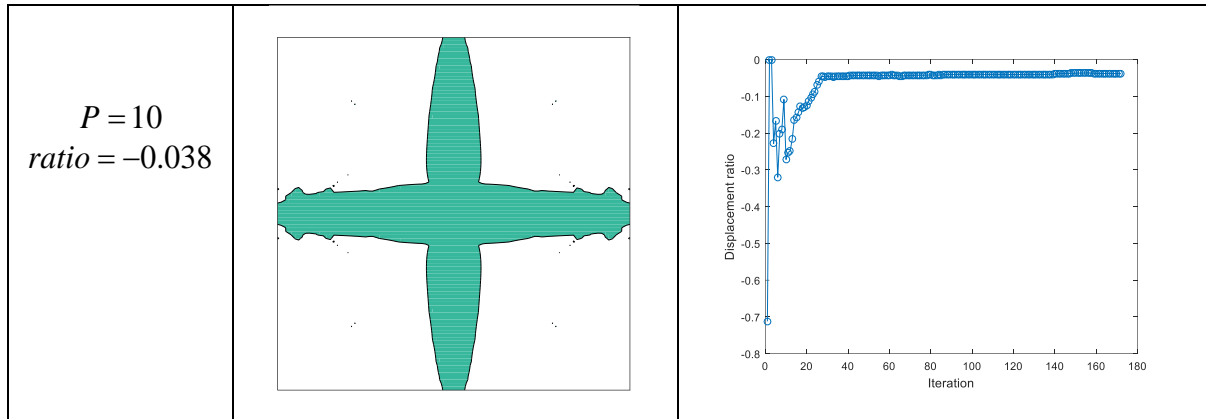 P = 10
ratio = −0.038
0
-0.1
-0.2
-0.3
-0.4
-0.5
-0.6
-0.7
-0.8
Displacement ratio
0 20 40 60 80 100 120 140 160 180
Iteration